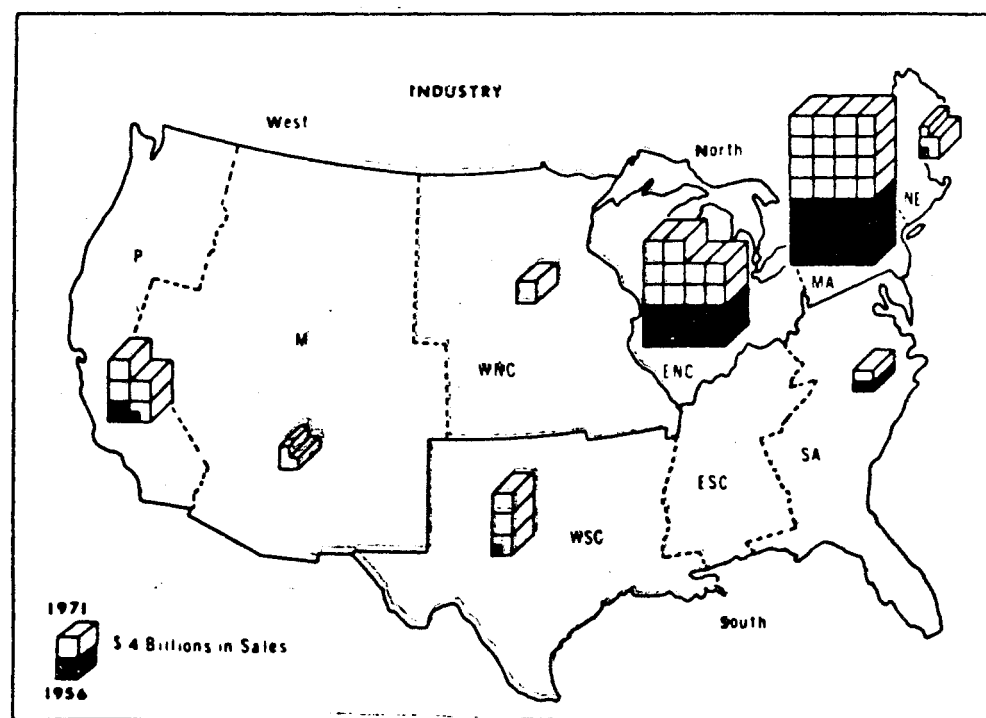 INDUSTRY
West
North
NE
P
MA
M
WNC
ENC
SA
ESC
WSC
1971
$ 4 Billions in Sales
South
1956